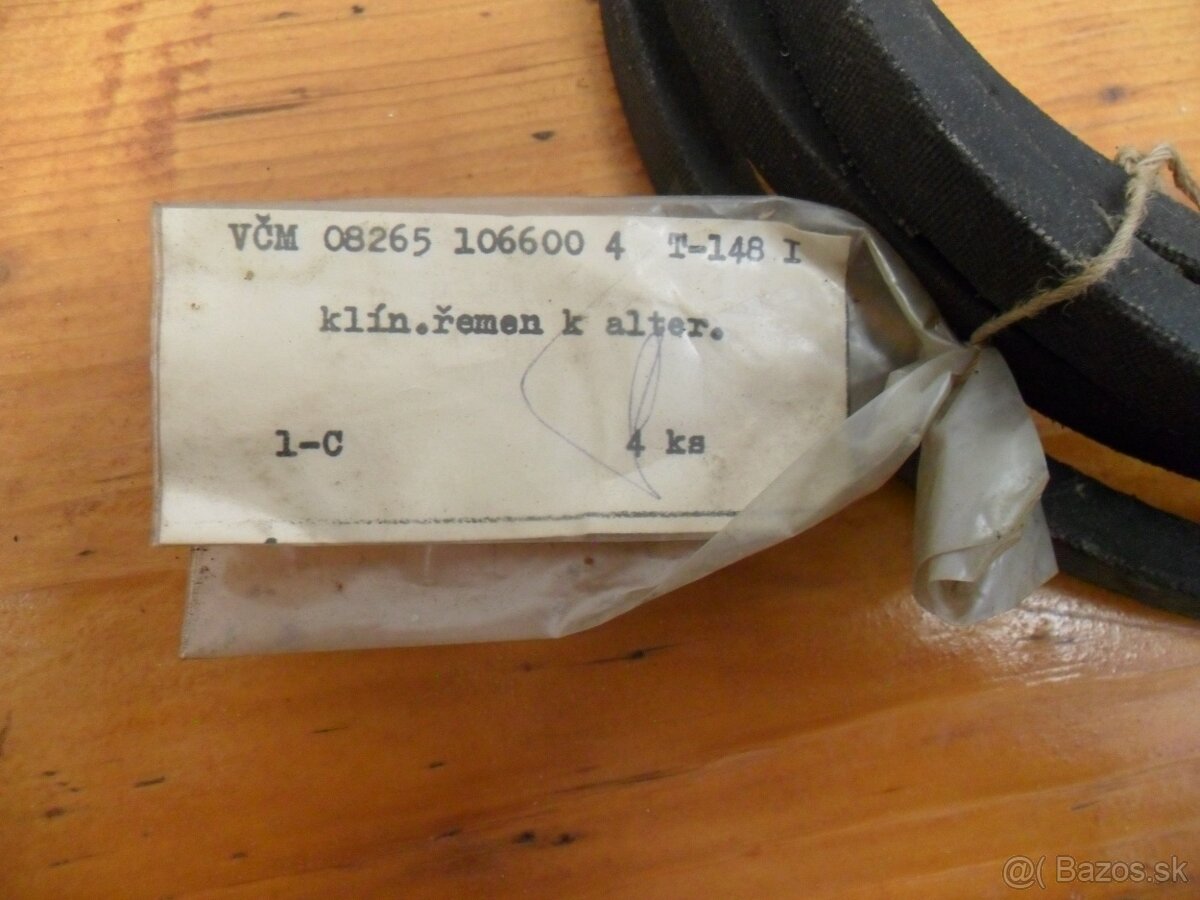 VČM 08265 106600 4 T-148 I
klín.řemen k alter.
1-C 4 ks
@( Bazos.sk